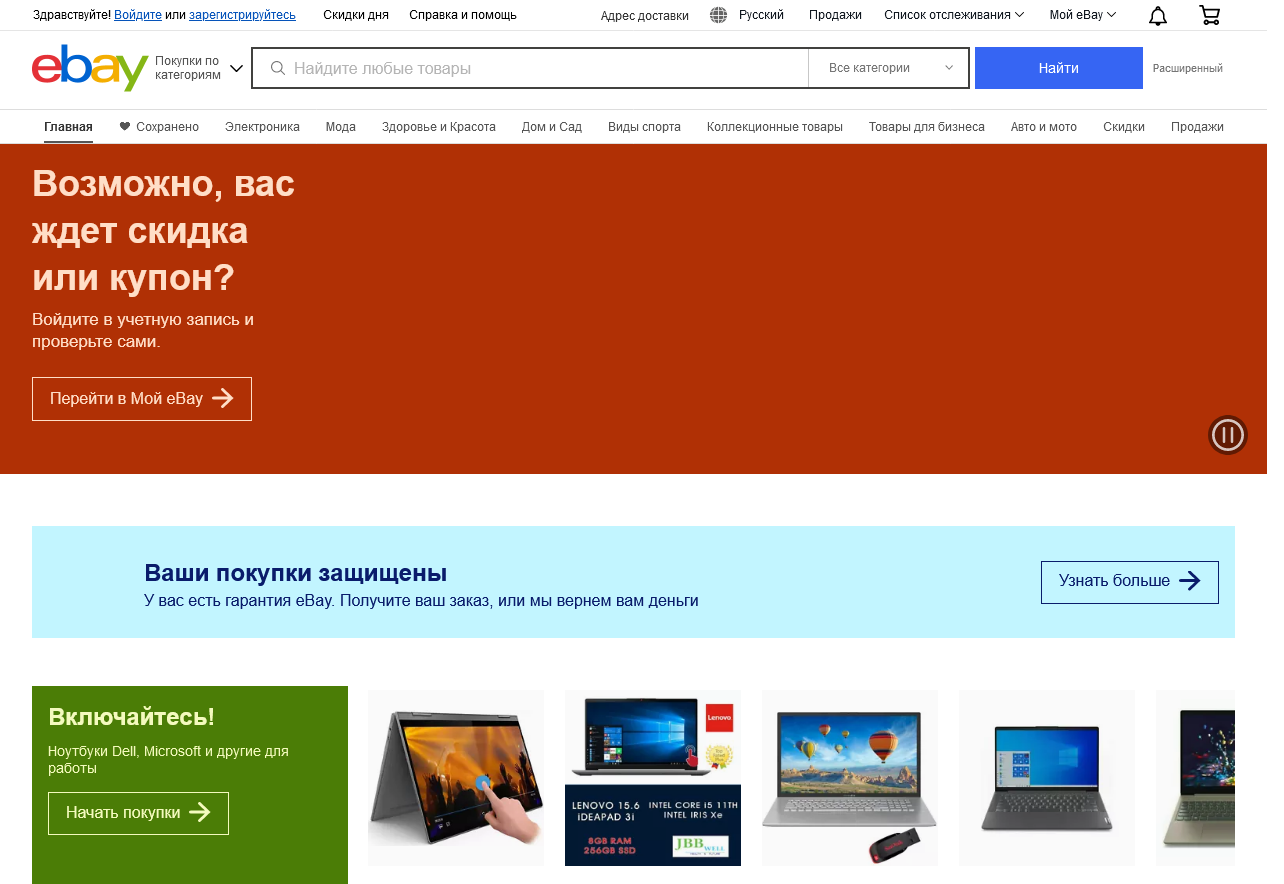 Здравствуйте! Войдите или зарегистрируйтесь Скидки дня Справка и помощь Адрес доставки Русский Продажи Список отслеживания Мой eBay
ebay Покупки по категориям Найдите любые товары Все категории Найти Расширенный
Главная Сохранено Электроника Мода Здоровье и Красота Дом и Сад Виды спорта Коллекционные товары Товары для бизнеса Авто и мото Скидки Продажи
Возможно, вас
ждет скидка
или купон?
Войдите в учетную запись и
проверьте сами.
Перейти в Мой eBay
Ваши покупки защищены
У вас есть гарантия eBay. Получите ваш заказ, или мы вернем вам деньги
Узнать больше
Включайтесь!
Ноутбуки Dell, Microsoft и другие для
работы
Начать покупки
Lenovo
LENOVO 15.6
IDEAPAD 3i
INTEL CORE i5 11TH
INTEL IRIS Xe
8GB RAM
256GB SSD
JBB WELL